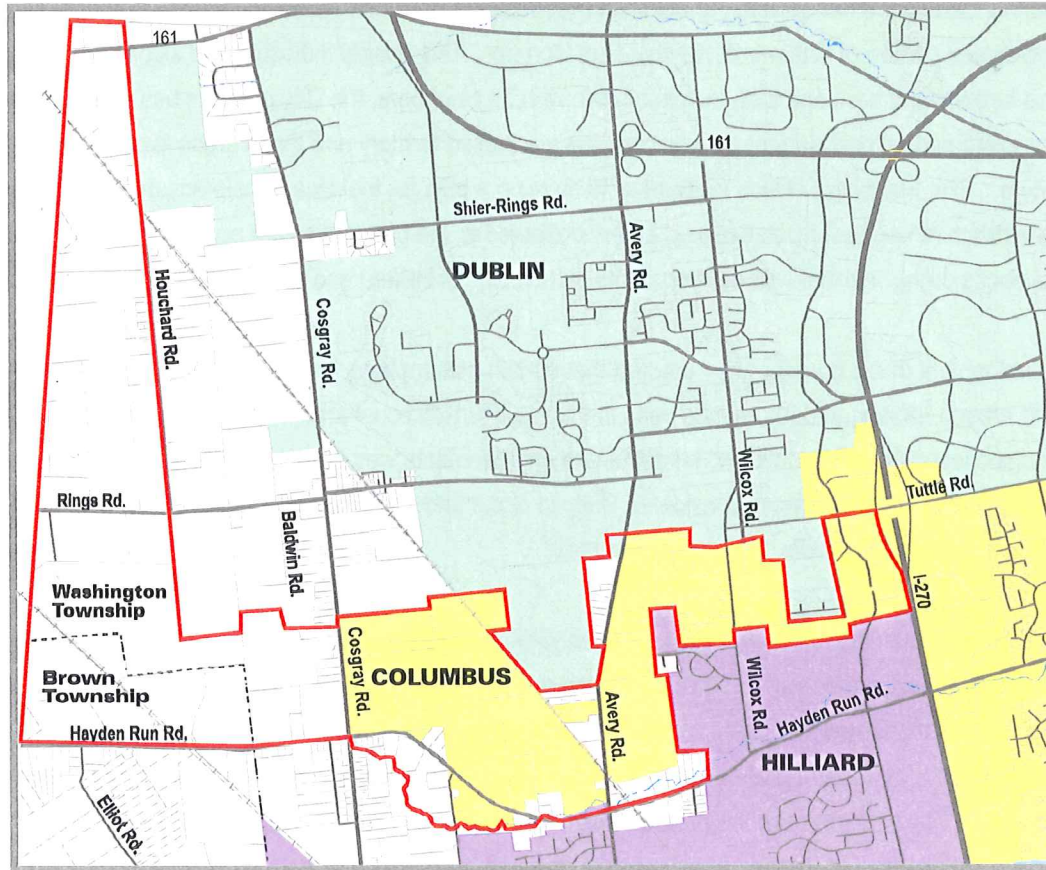 161
161
Shier-Rings Rd.
DUBLIN
Avery Rd.
Houchard Rd.
Cosgray Rd.
Wilcox Rd.
Tuttle Rd.
Rings Rd.
Baldwin Rd.
I-270
Washington
Township
Brown
Township
COLUMBUS
Cosgray Rd.
Avery Rd.
Wilcox Rd.
Hayden Run Rd.
Hayden Run Rd.
HILLIARD
Elliot Rd.